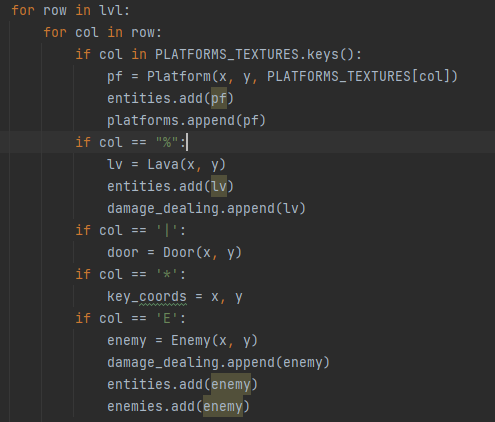 for row in lvl:
    for col in row:
        if col in PLATFORMS_TEXTURES.keys():
            pf = Platform(x, y, PLATFORMS_TEXTURES[col])
            entities.add(pf)
            platforms.append(pf)
        if col == "%":
            lv = Lava(x, y)
            entities.add(lv)
            damage_dealing.append(lv)
        if col == '|':
            door = Door(x, y)
        if col == '*':
            key_coords = x, y
        if col == 'E':
            enemy = Enemy(x, y)
            damage_dealing.append(enemy)
            entities.add(enemy)
            enemies.add(enemy)